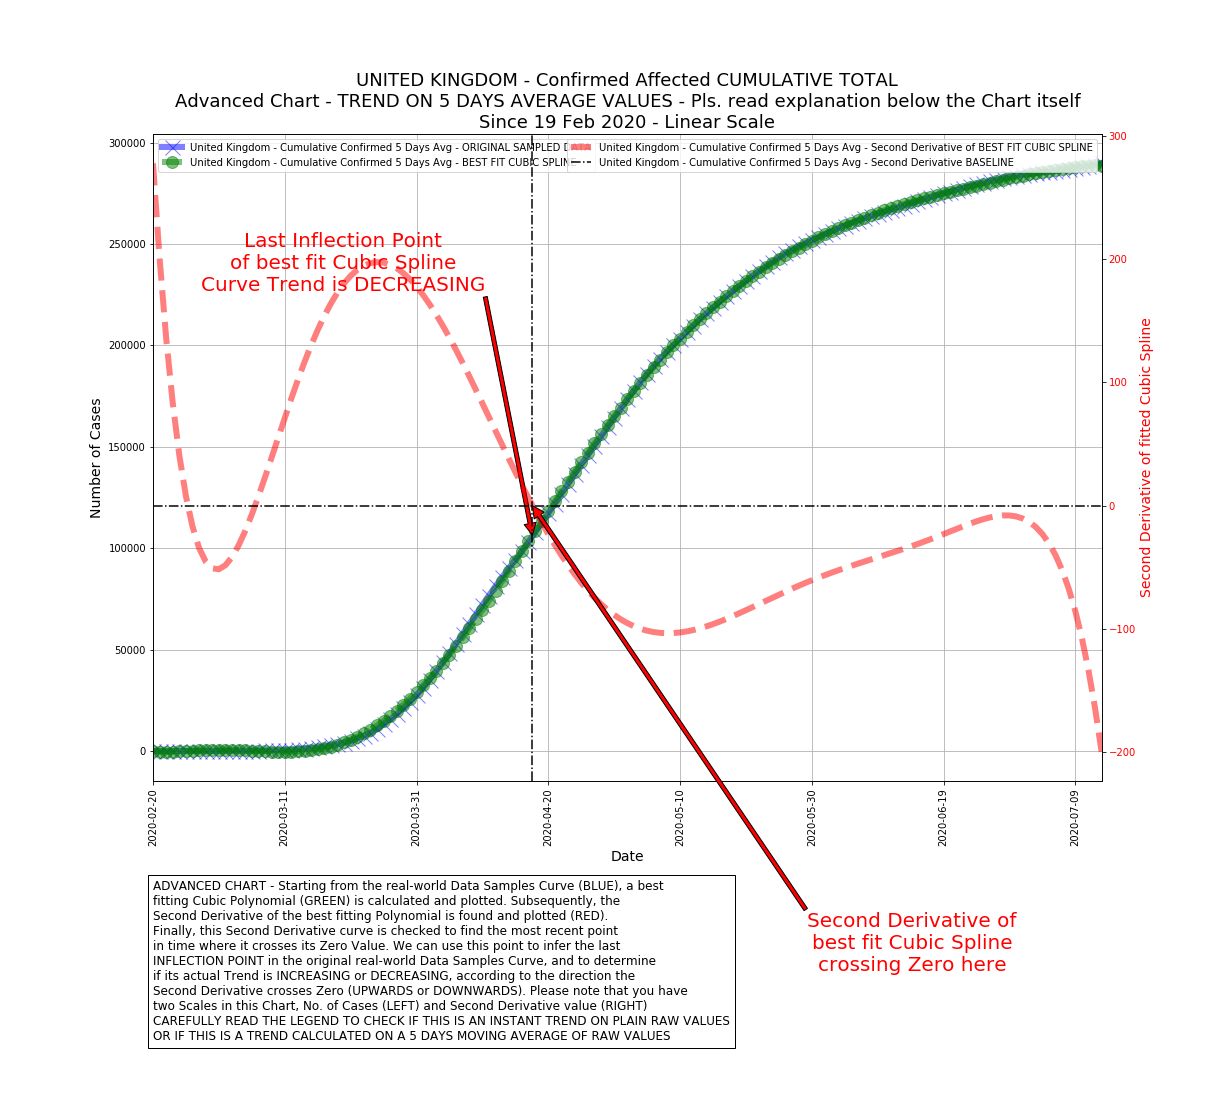 UNITED KINGDOM - Confirmed Affected CUMULATIVE TOTAL
Advanced Chart - TREND ON 5 DAYS AVERAGE VALUES - Pls. read explanation below the Chart itself
Since 19 Feb 2020 - Linear Scale
United Kingdom - Cumulative Confirmed 5 Days Avg - ORIGINAL SAMPLED DATA
United Kingdom - Cumulative Confirmed 5 Days Avg - BEST FIT CUBIC SPLINE
United Kingdom - Cumulative Confirmed 5 Days Avg - Second Derivative of BEST FIT CUBIC SPLINE
United Kingdom - Cumulative Confirmed 5 Days Avg - Second Derivative BASELINE
Last Inflection Point
of best fit Cubic Spline
Curve Trend is DECREASING
Number of Cases
300000
250000
200000
150000
100000
50000
0
Second Derivative of fitted Cubic Spline
300
200
100
0
−100
−200
2020-02-20
2020-03-11
2020-03-31
2020-04-20
2020-05-10
2020-05-30
2020-06-19
2020-07-09
Date
ADVANCED CHART - Starting from the real-world Data Samples Curve (BLUE), a best
fitting Cubic Polynomial (GREEN) is calculated and plotted. Subsequently, the
Second Derivative of the best fitting Polynomial is found and plotted (RED).
Finally, this Second Derivative curve is checked to find the most recent point
in time where it crosses its Zero Value. We can use this point to infer the last
INFLECTION POINT in the original real-world Data Samples Curve, and to determine
if its actual Trend is INCREASING or DECREASING, according to the direction the
Second Derivative crosses Zero (UPWARDS or DOWNWARDS). Please note that you have
two Scales in this Chart, No. of Cases (LEFT) and Second Derivative value (RIGHT)
CAREFULLY READ THE LEGEND TO CHECK IF THIS IS AN INSTANT TREND ON PLAIN RAW VALUES
OR IF THIS IS A TREND CALCULATED ON A 5 DAYS MOVING AVERAGE OF RAW VALUES
Second Derivative of
best fit Cubic Spline
crossing Zero here